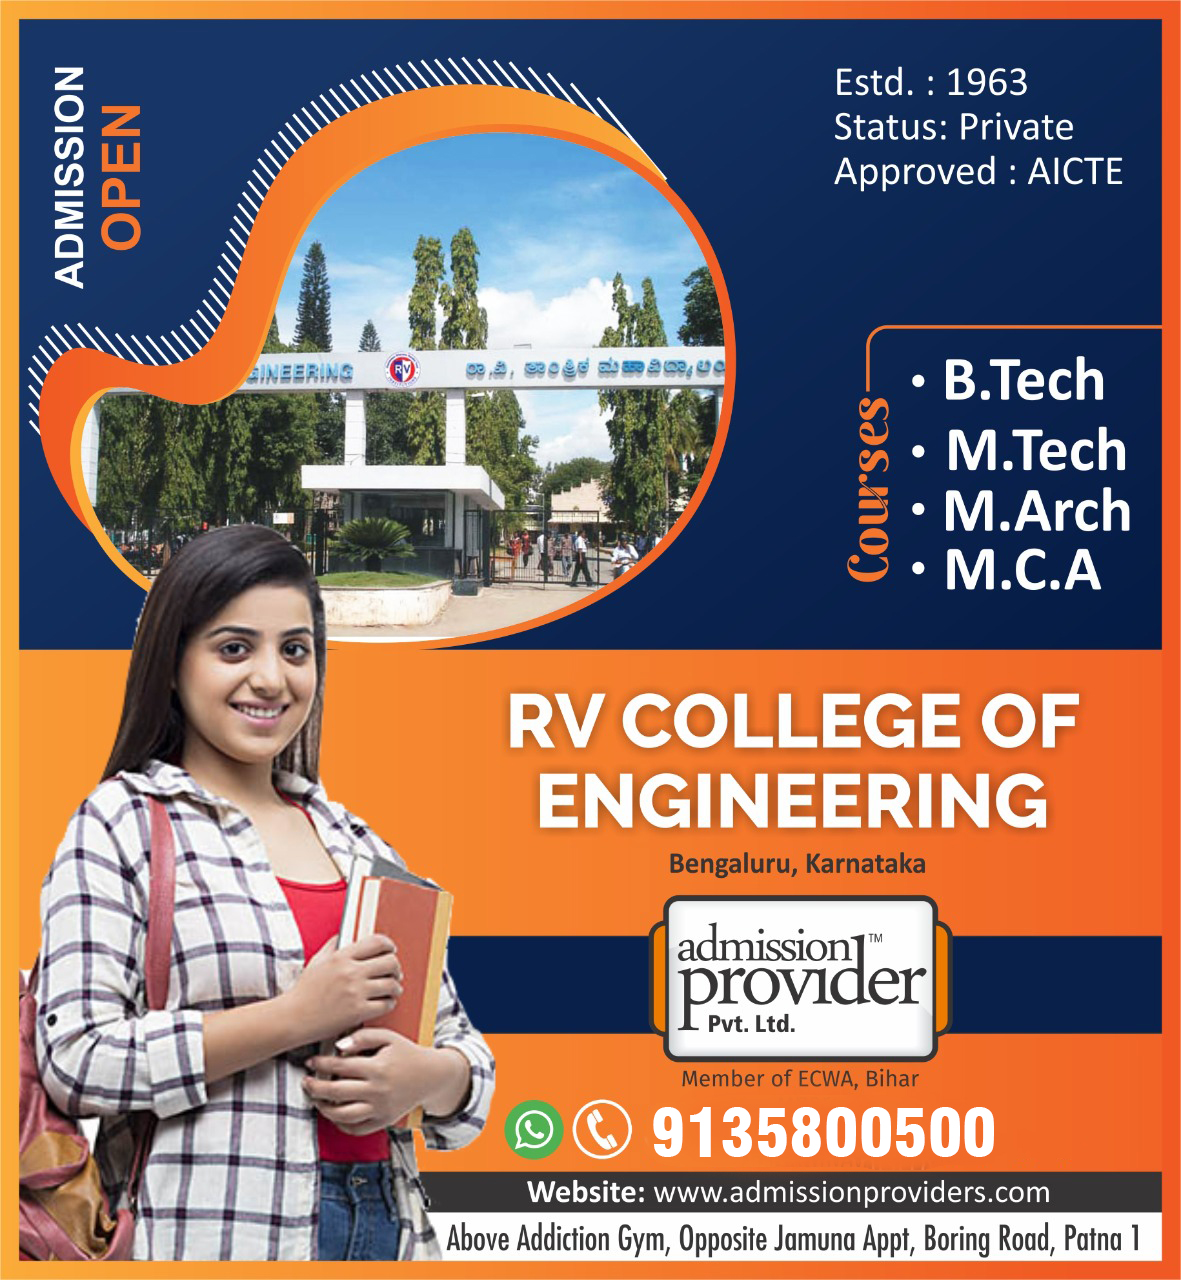 ADMISSION
OPEN
Estd. : 1963
Status: Private
Approved : AICTE
GINEERING RV
Courses
• B.Tech
• M.Tech
• M.Arch
• M.C.A
RV COLLEGE OF
ENGINEERING
Bengaluru, Karnataka
admission™
provider
Pvt. Ltd.
Member of ECWA, Bihar
9135800500
Website: www.admissionproviders.com
Above Addiction Gym, Opposite Jamuna Appt, Boring Road, Patna 1